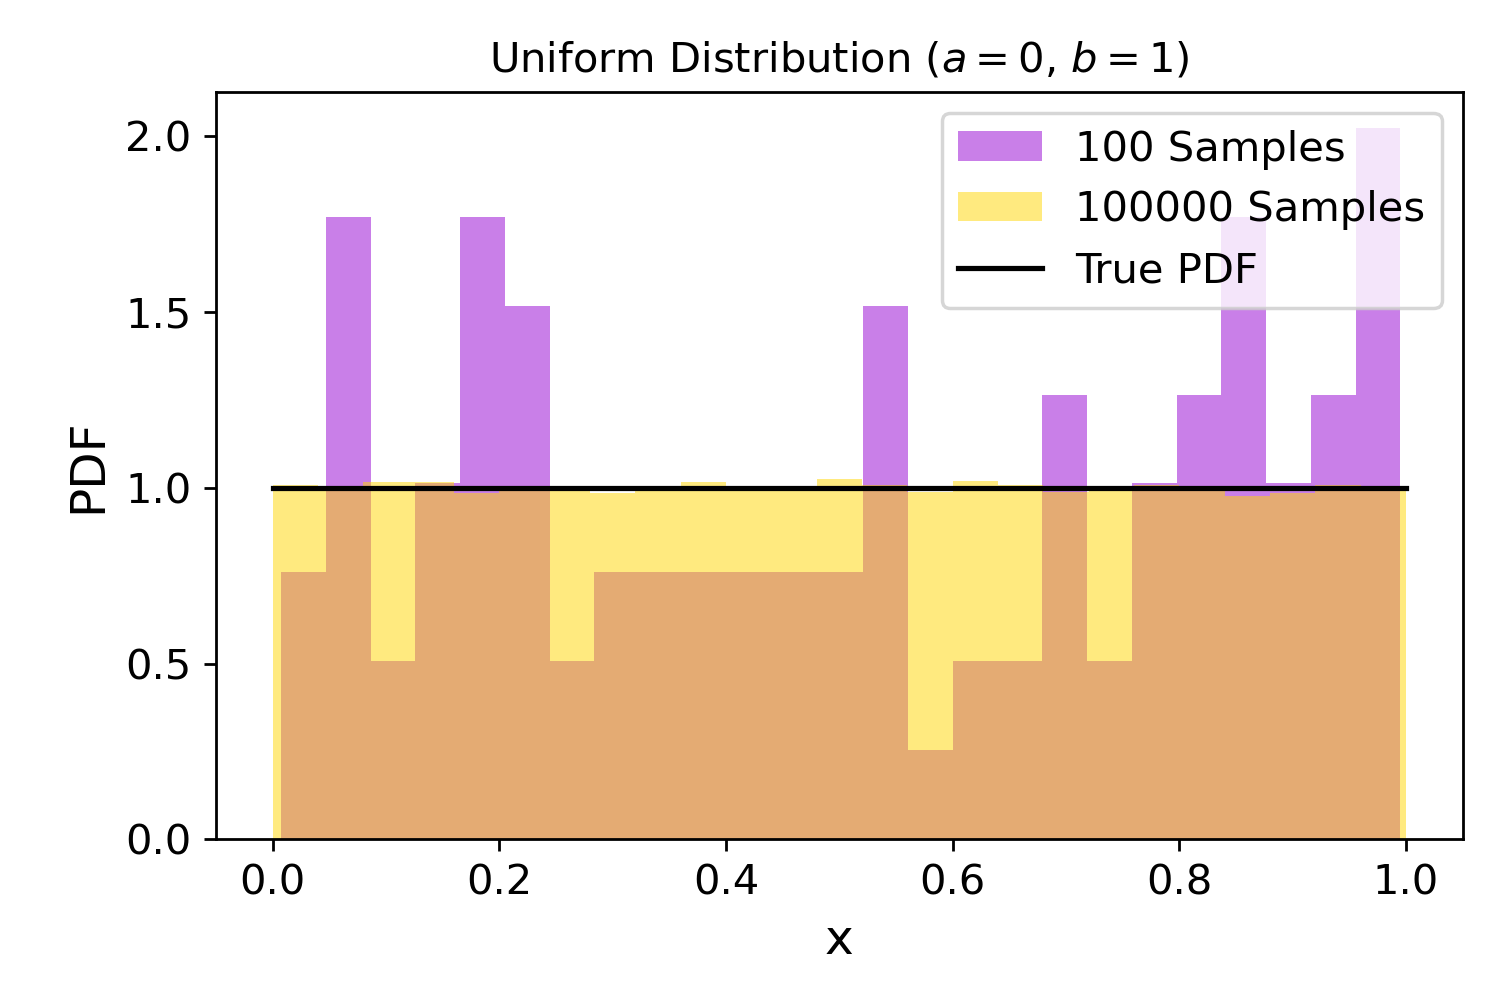 Uniform Distribution (a = 0, b = 1)
100 Samples
100000 Samples
True PDF
PDF
2.0
1.5
1.0
0.5
0.0
0.0 0.2 0.4 0.6 0.8 1.0
x